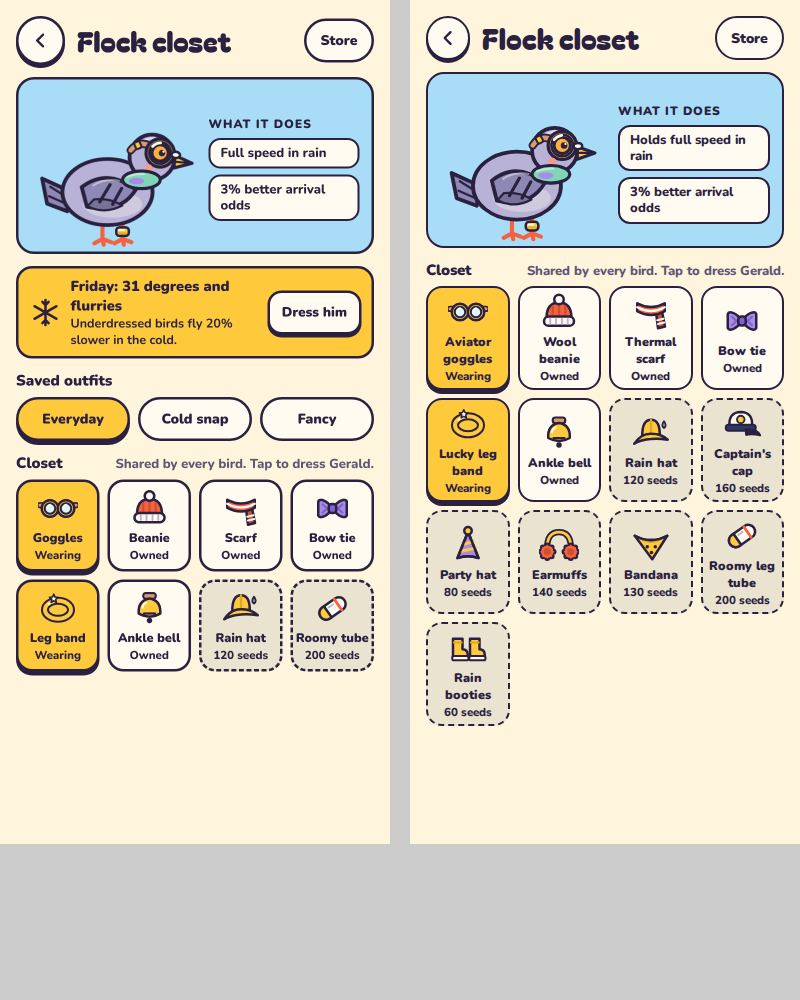 Flock closet
Store
WHAT IT DOES
Full speed in rain
3% better arrival
odds
Friday: 31 degrees and
flurries
Underdressed birds fly 20%
slower in the cold.
Dress him
Saved outfits
Everyday
Cold snap
Fancy
Closet
Shared by every bird. Tap to dress Gerald.
Goggles
Wearing
Beanie
Owned
Scarf
Owned
Bow tie
Owned
Leg band
Wearing
Ankle bell
Owned
Rain hat
120 seeds
Roomy tube
200 seeds
Flock closet
Store
WHAT IT DOES
Holds full speed in
rain
3% better arrival
odds
Closet
Shared by every bird. Tap to dress Gerald.
Aviator
goggles
Wearing
Wool
beanie
Owned
Thermal
scarf
Owned
Bow tie
Owned
Lucky leg
band
Wearing
Ankle bell
Owned
Rain hat
120 seeds
Captain's
cap
160 seeds
Party hat
80 seeds
Earmuffs
140 seeds
Bandana
130 seeds
Roomy leg
tube
200 seeds
Rain
booties
60 seeds